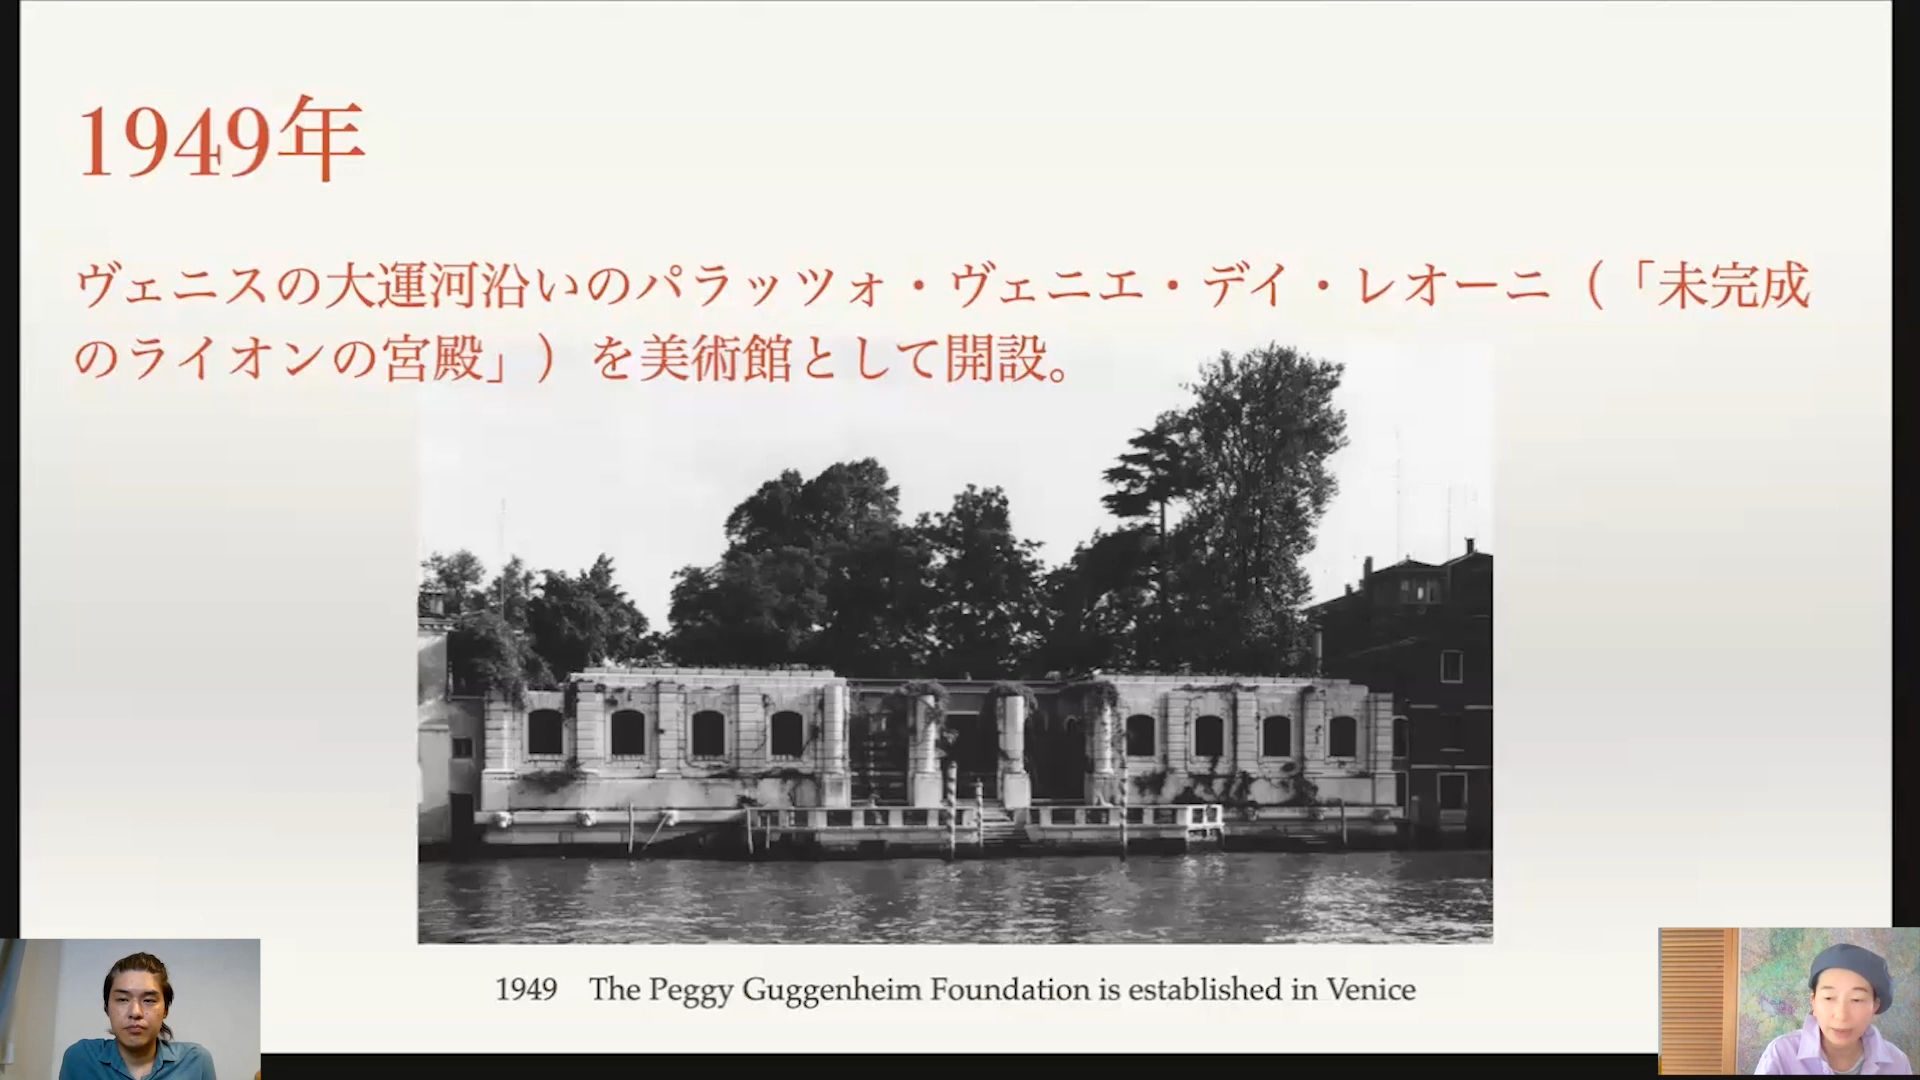 1949年
ヴェニスの大運河沿いのパラッツォ・ヴェニエ・デイ・レオーニ（「未完成
のライオンの宮殿」）を美術館として開設。
1949 The Peggy Guggenheim Foundation is established in Venice